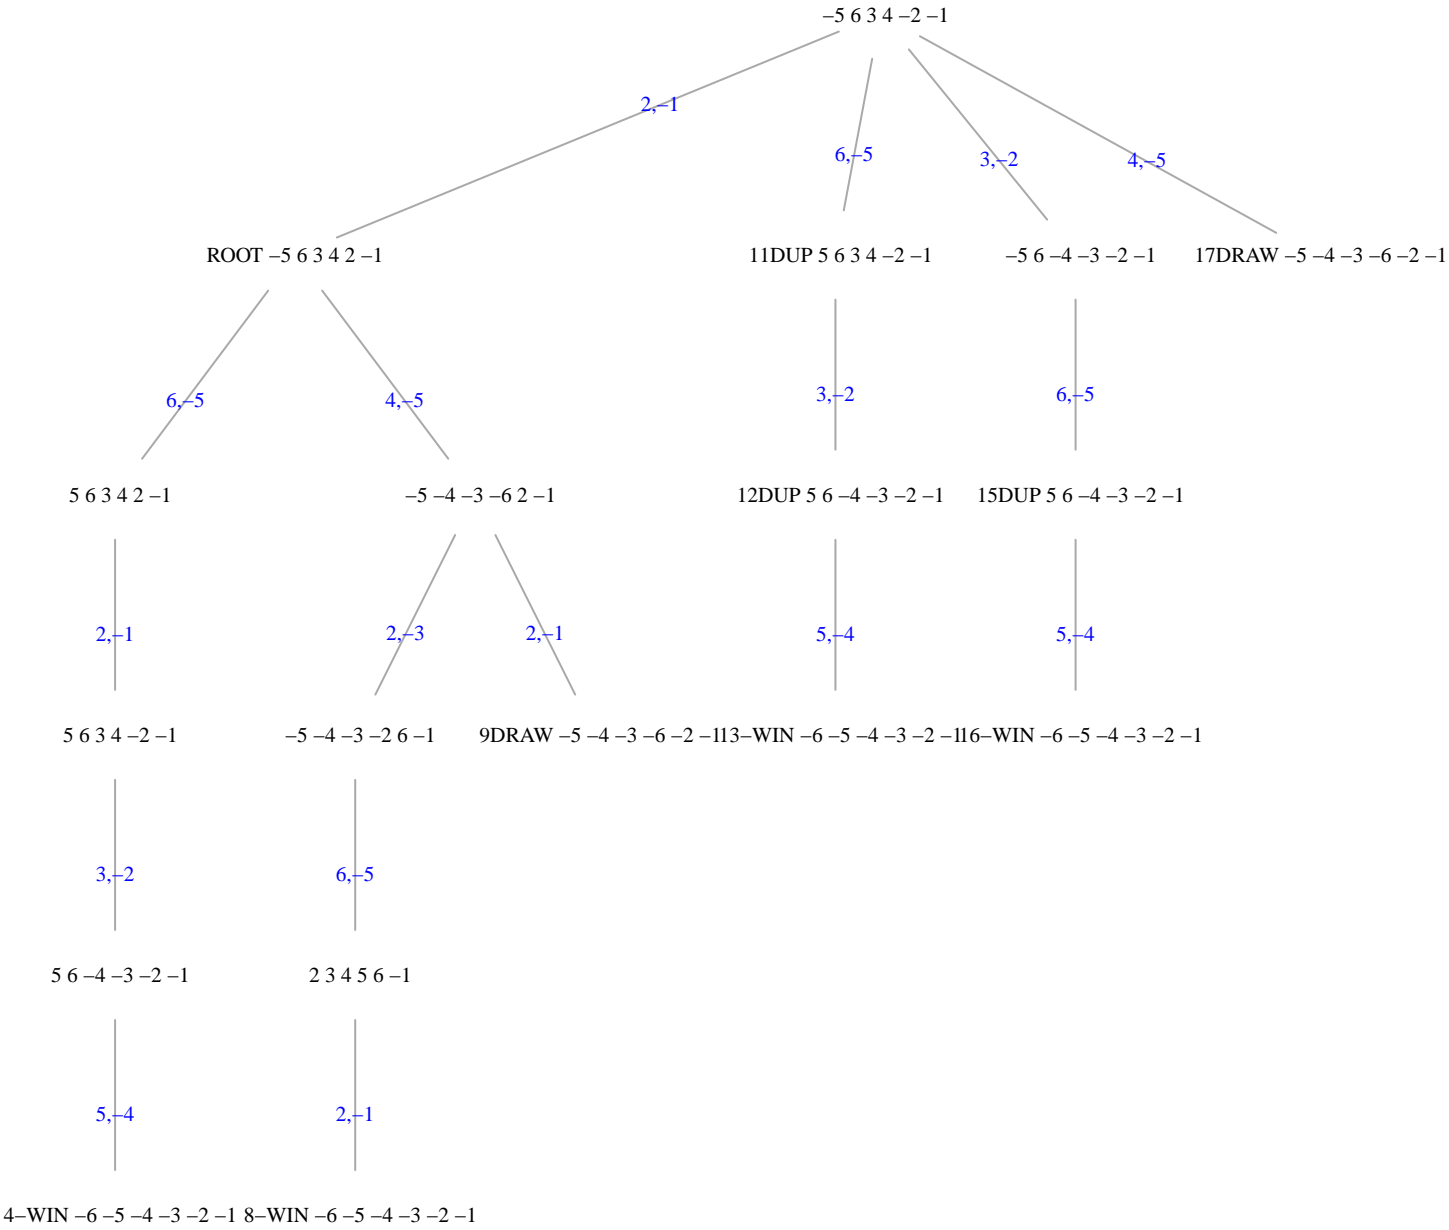 –5 6 3 4 –2 –1
2,–1
6,–5
3,–2
4,–5
ROOT –5 6 3 4 2 –1
11DUP 5 6 3 4 –2 –1
–5 6 –4 –3 –2 –1
17DRAW –5 –4 –3 –6 –2 –1
6,–5
4,–5
3,–2
6,–5
5 6 3 4 2 –1
–5 –4 –3 –6 2 –1
12DUP 5 6 –4 –3 –2 –1
15DUP 5 6 –4 –3 –2 –1
2,–1
2,–3
2,–1
5,–4
5,–4
5 6 3 4 –2 –1
–5 –4 –3 –2 6 –1
9DRAW –5 –4 –3 –6 –2 –1
13–WIN –6 –5 –4 –3 –2 –1
16–WIN –6 –5 –4 –3 –2 –1
3,–2
6,–5
5 6 –4 –3 –2 –1
2 3 4 5 6 –1
5,–4
2,–1
4–WIN –6 –5 –4 –3 –2 –1
8–WIN –6 –5 –4 –3 –2 –1